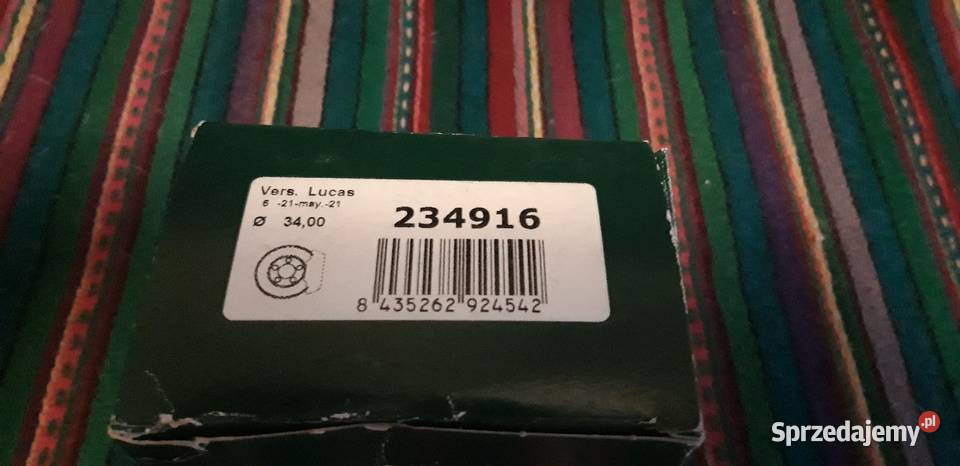 Vers. Lucas
6 -21-may.-21
Ø 34,00
234916
8 435262 924542
Sprzedajemy.pl